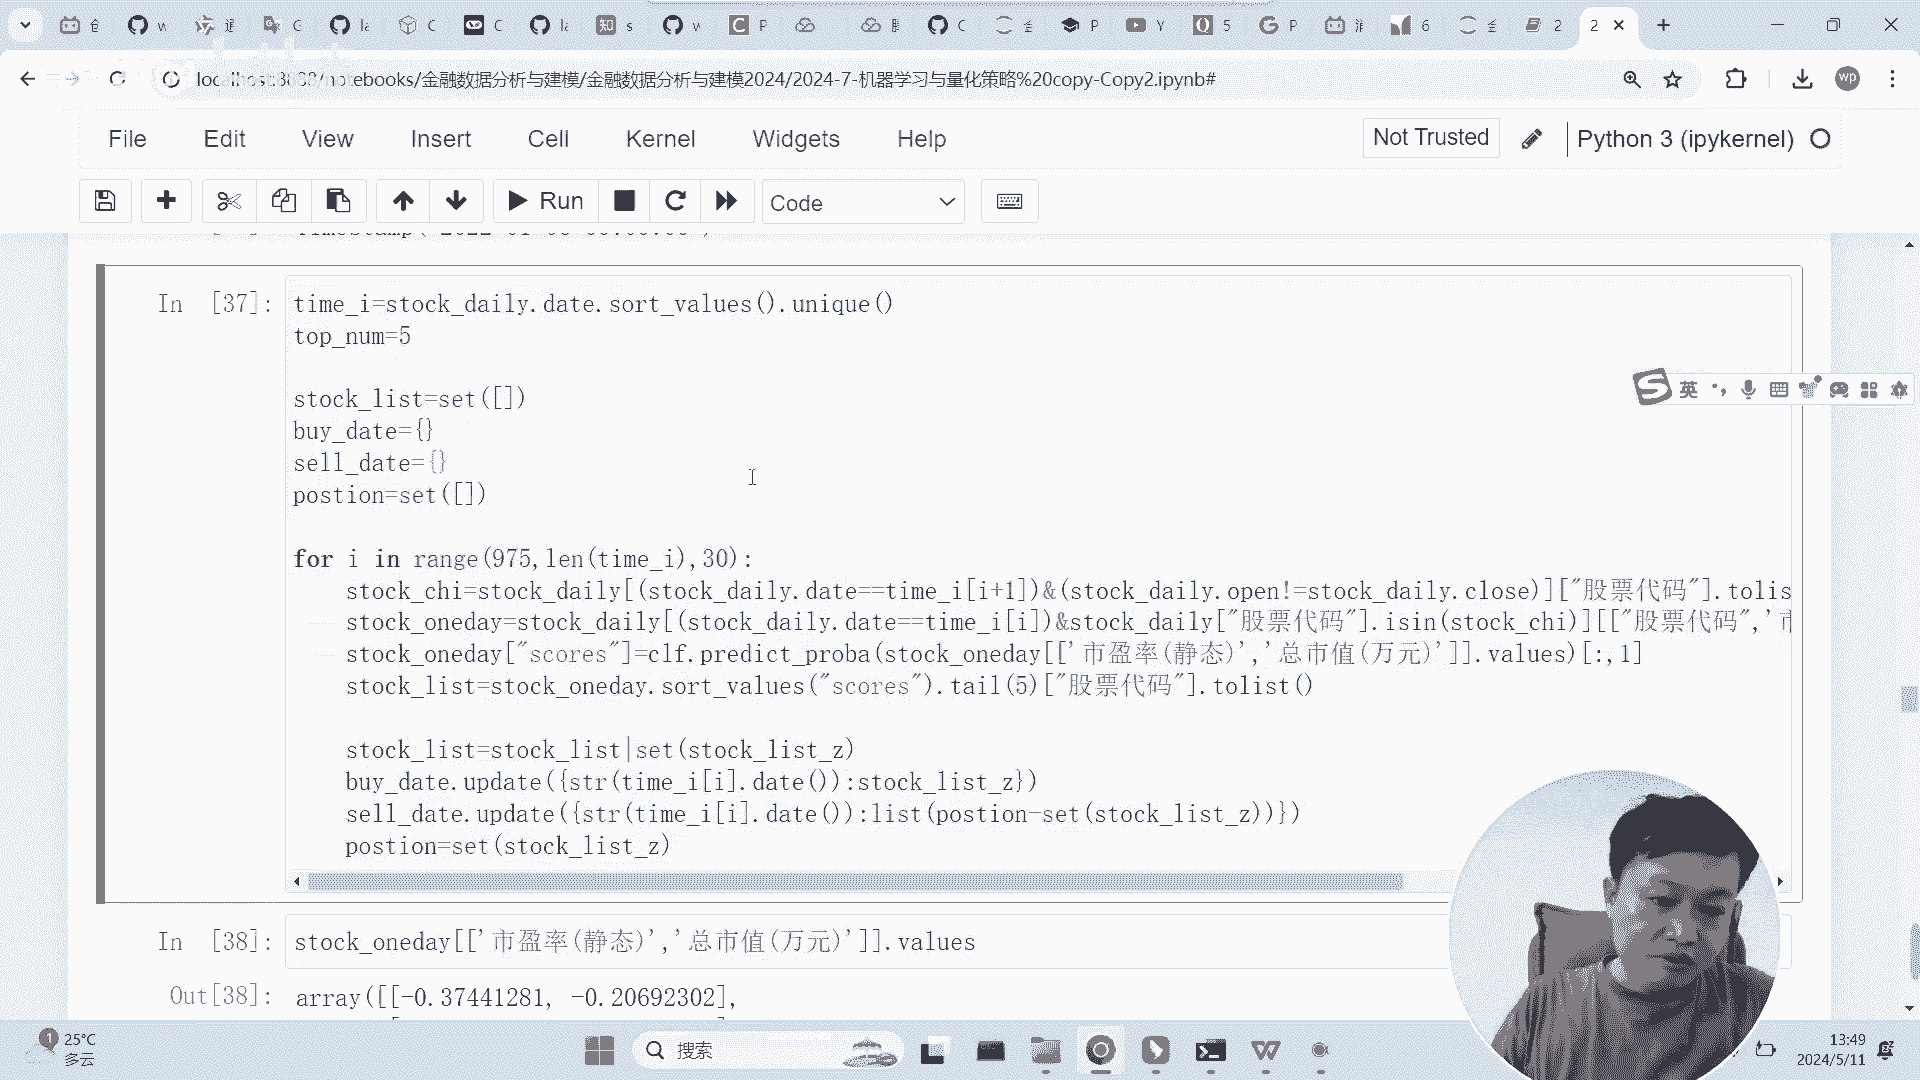 localhost:8888/notebooks/金融数据分析与建模/金融数据分析与建模2024/2024-7-机器学习与量化策略%20copy-Copy2.ipynb#
wp
File Edit View Insert Cell Kernel Widgets Help
Not Trusted
Python 3 (ipykernel)
Run
Code
In [37]:
time_i=stock_daily.date.sort_values().unique()
top_num=5
stock_list=set([])
buy_date={}
sell_date={}
postion=set([])
for i in range(975,len(time_i),30):
stock_chi=stock_daily[(stock_daily.date==time_i[i+1])&(stock_daily.open!=stock_daily.close)]["股票代码"].tolis
stock_oneday=stock_daily[(stock_daily.date==time_i[i])&stock_daily["股票代码"].isin(stock_chi)][["股票代码",'市
stock_oneday["scores"]=clf.predict_proba(stock_oneday[['市盈率(静态)','总市值(万元)']].values)[:,1]
stock_list=stock_oneday.sort_values("scores").tail(5)["股票代码"].tolist()
stock_list=stock_list|set(stock_list_z)
buy_date.update({str(time_i[i].date()):stock_list_z})
sell_date.update({str(time_i[i].date()):list(postion-set(stock_list_z))})
postion=set(stock_list_z)
英
In [38]:
stock_oneday[['市盈率(静态)','总市值(万元)']].values
Out[38]:
array([[-0.37441281, -0.20692302],
1
25°C
多云
搜索
13:49
2024/5/11